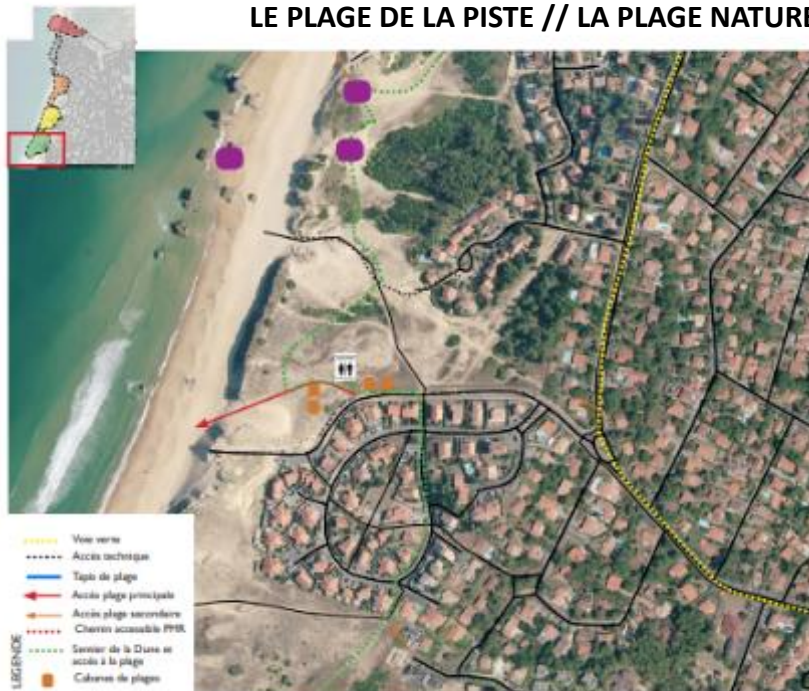 LE PLAGE DE LA PISTE // LA PLAGE NATURE
LEGENDE
Voie verte
Accès technique
Tapis de plage
Accès plage principale
Accès plage secondaire
Chemin accessible PMR
Sentier de la Dune et
accès à la plage
Cabanes de plages